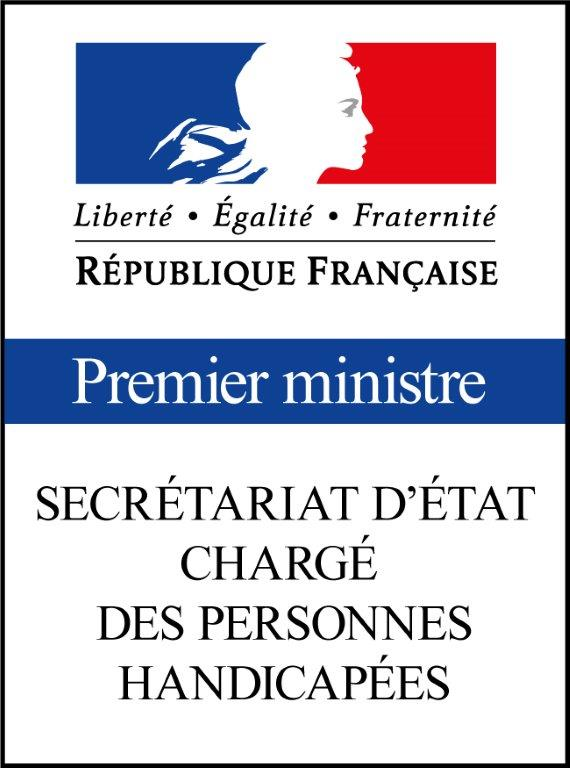 Liberté • Égalité • Fraternité
RÉPUBLIQUE FRANÇAISE
Premier ministre
SECRÉTARIAT D'ÉTAT
CHARGÉ
DES PERSONNES
HANDICAPÉES